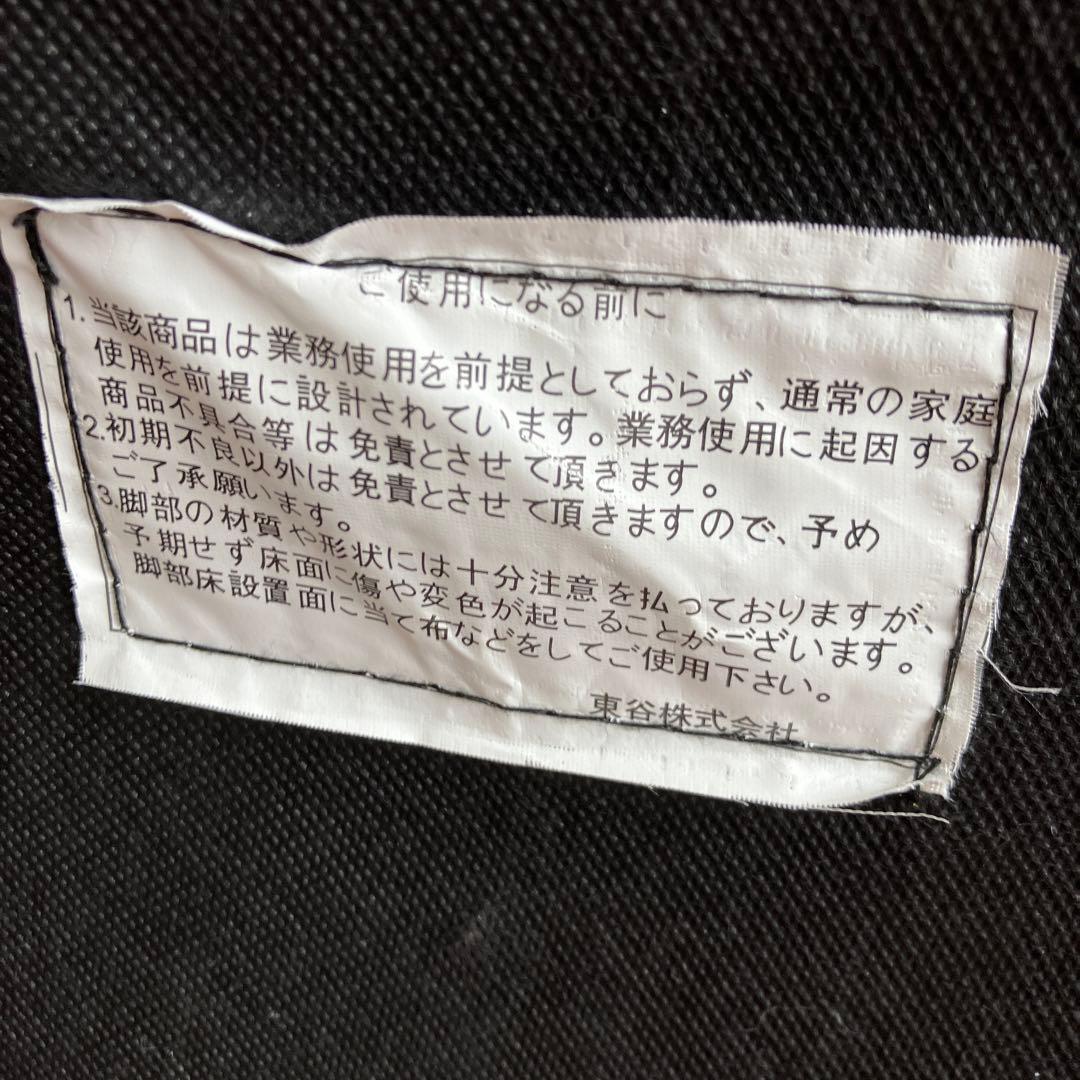 ご使用になる前に
1.当該商品は業務使用を前提としておらず、通常の家庭
使用を前提に設計されています。業務使用に起因する
商品不具合等は免責とさせて頂きます。
2.初期不良以外は免責とさせて頂きますので、予め
ご了承願います。
3.脚部の材質や形状には十分注意を払っておりますが、
予期せず床面に傷や変色が起こることがございます。
脚部床設置面に当て布などをしてご使用下さい。
東谷株式会社